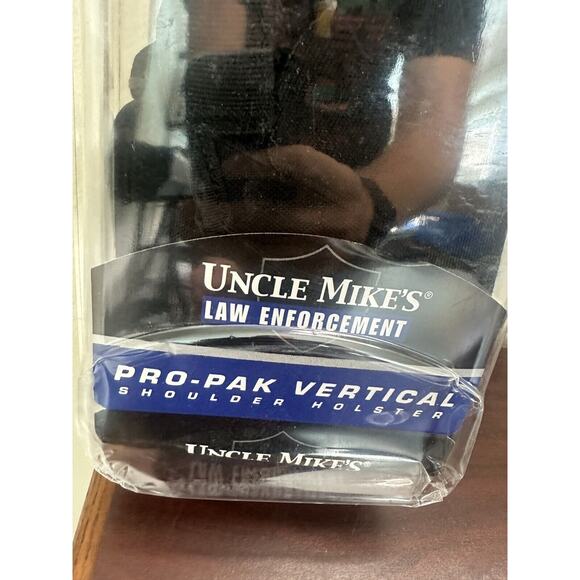 UNCLE MIKE'S®
LAW ENFORCEMENT
PRO-PAK VERTICAL
SHOULDER HOLSTER
UNCLE MIKE'S®